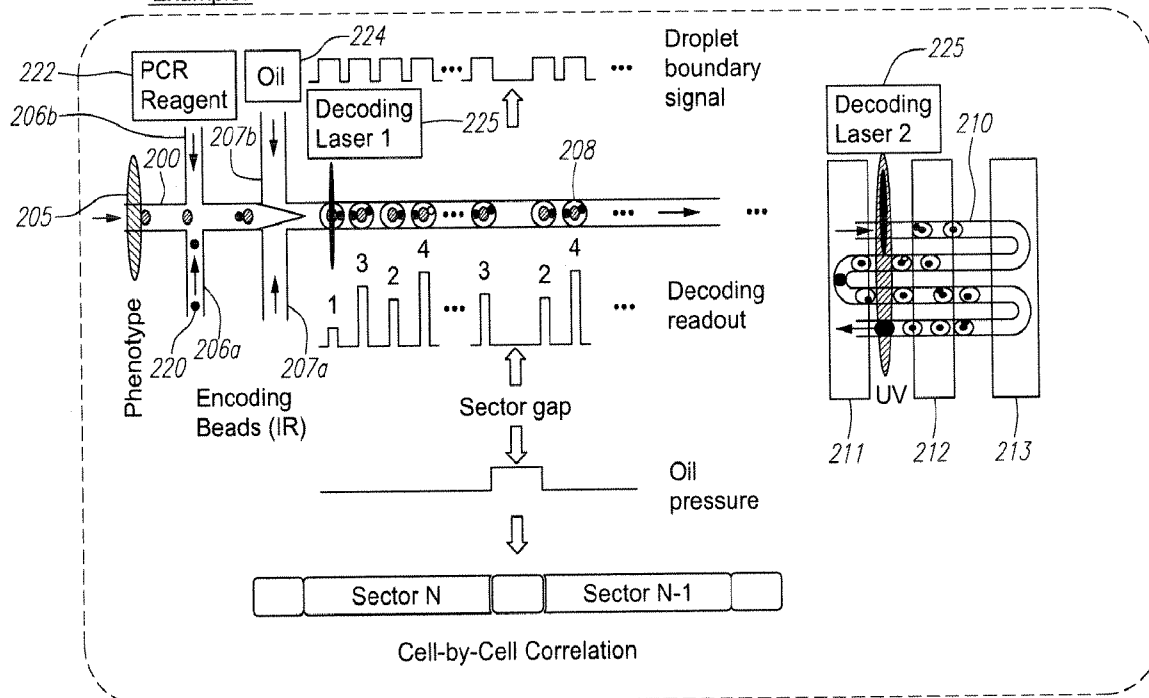 Example:
222
PCR
Reagent
206b
224
Oil
207b
Droplet
boundary
signal
Decoding
Laser 1
225
225
Decoding
Laser 2
210
200
205
208
Phenotype
220
206a
Encoding
Beads (IR)
207a
1
3
2
4
3
2
4
Decoding
readout
Sector gap
UV
211
212
213
Oil
pressure
Sector N
Sector N-1
Cell-by-Cell Correlation